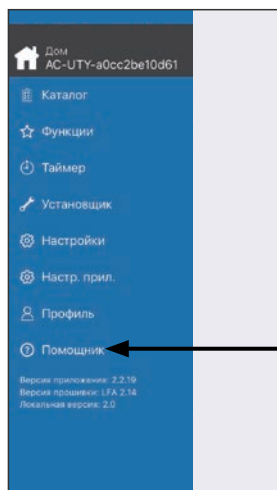 Дом
AC-UTY-a0cc2be10d61
Каталог
Функции
Таймер
Установщик
Настройки
Настр. прил.
Профиль
Помощник
Версия приложения: 2.2.19
Версия прошивки: LFA 2.14
Локальная версия: 2.0